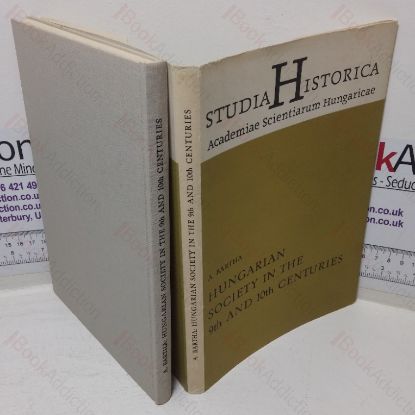 STUDIA HISTORICA
Academiae Scientiarum Hungaricae
A. BARTHA
HUNGARIAN
SOCIETY IN THE
9th AND 10th CENTURIES
A. BARTHA: HUNGARIAN SOCIETY IN THE 9th AND 10th CENTURIES
A. BARTHA: HUNGARIAN SOCIETY IN THE 9th AND 10th CENTURIES